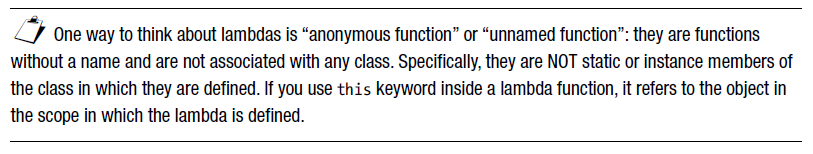 One way to think about lambdas is “anonymous function” or “unnamed function”: they are functions
without a name and are not associated with any class. Specifically, they are NOT static or instance members of
the class in which they are defined. If you use this keyword inside a lambda function, it refers to the object in
the scope in which the lambda is defined.